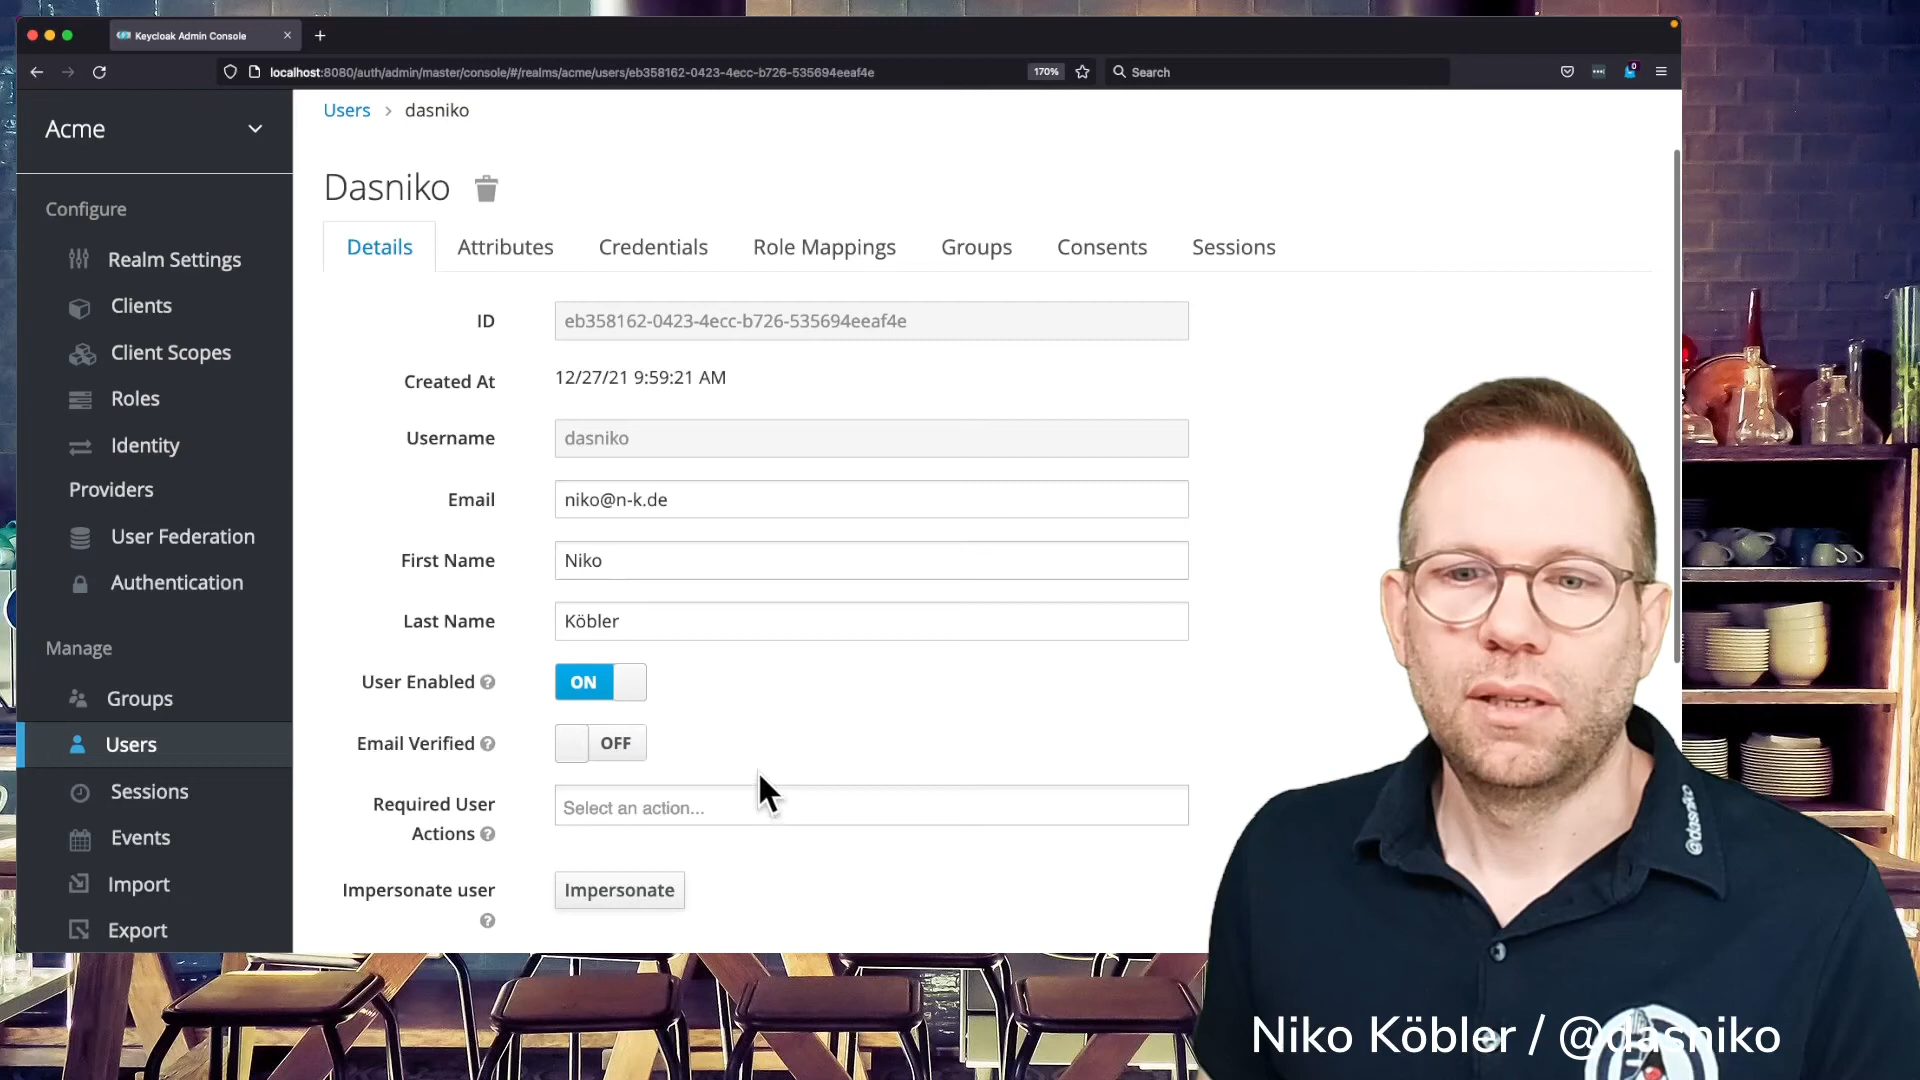 Keycloak Admin Console
localhost:8080/auth/admin/master/console/#/realms/acme/users/eb358162-0423-4ecc-b726-535694eeaf4e
170%
Search
0
Acme
Configure
Realm Settings
Clients
Client Scopes
Roles
Identity
Providers
User Federation
Authentication
Manage
Groups
Users
Sessions
Events
Import
Export
Users > dasniko
Dasniko
Details Attributes Credentials Role Mappings Groups Consents Sessions
ID eb358162-0423-4ecc-b726-535694eeaf4e
Created At 12/27/21 9:59:21 AM
Username dasniko
Email niko@n-k.de
First Name Niko
Last Name Köbler
User Enabled ON
Email Verified OFF
Required User
Actions
Select an action...
Impersonate user Impersonate
@dasniko
Niko Köbler / @dasniko